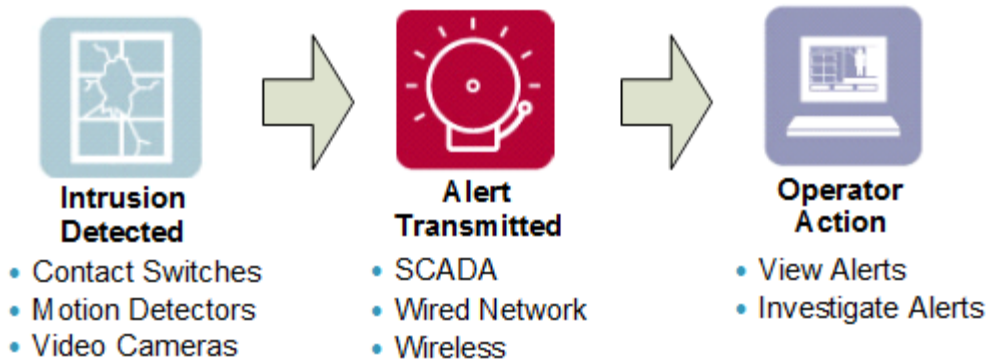 Intrusion
Detected
• Contact Switches
• Motion Detectors
• Video Cameras
Alert
Transmitted
• SCADA
• Wired Network
• Wireless
Operator
Action
• View Alerts
• Investigate Alerts